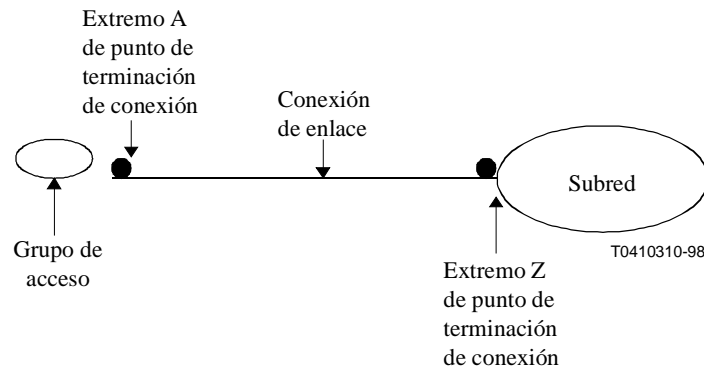 Extremo A
de punto de
terminación
de conexión
Conexión
de enlace
Subred
Grupo de
acceso
T0410310-98
Extremo Z
de punto de
terminación
de conexión